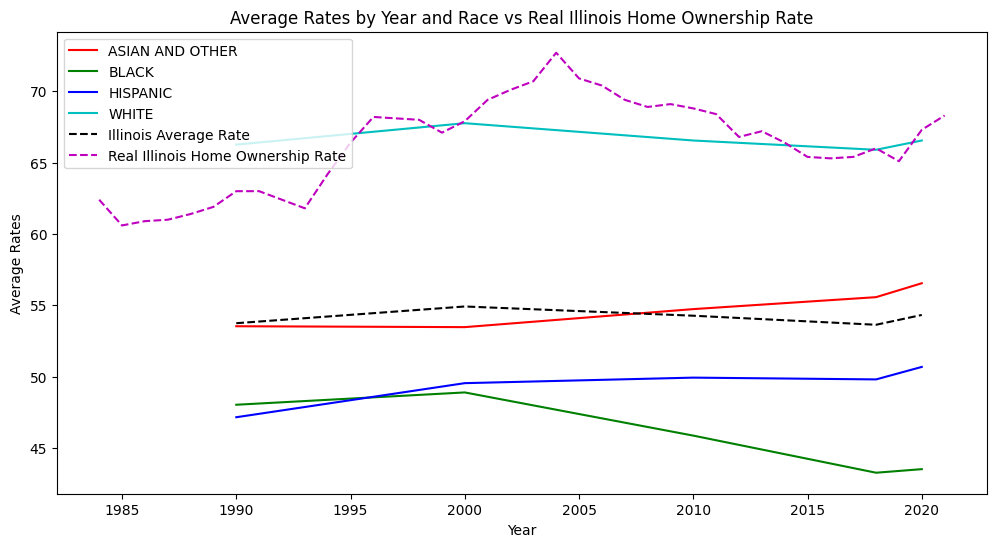 Average Rates by Year and Race vs Real Illinois Home Ownership Rate
ASIAN AND OTHER
BLACK
HISPANIC
WHITE
Illinois Average Rate
Real Illinois Home Ownership Rate
Average Rates
70
65
60
55
50
45
1985
1990
1995
2000
2005
2010
2015
2020
Year